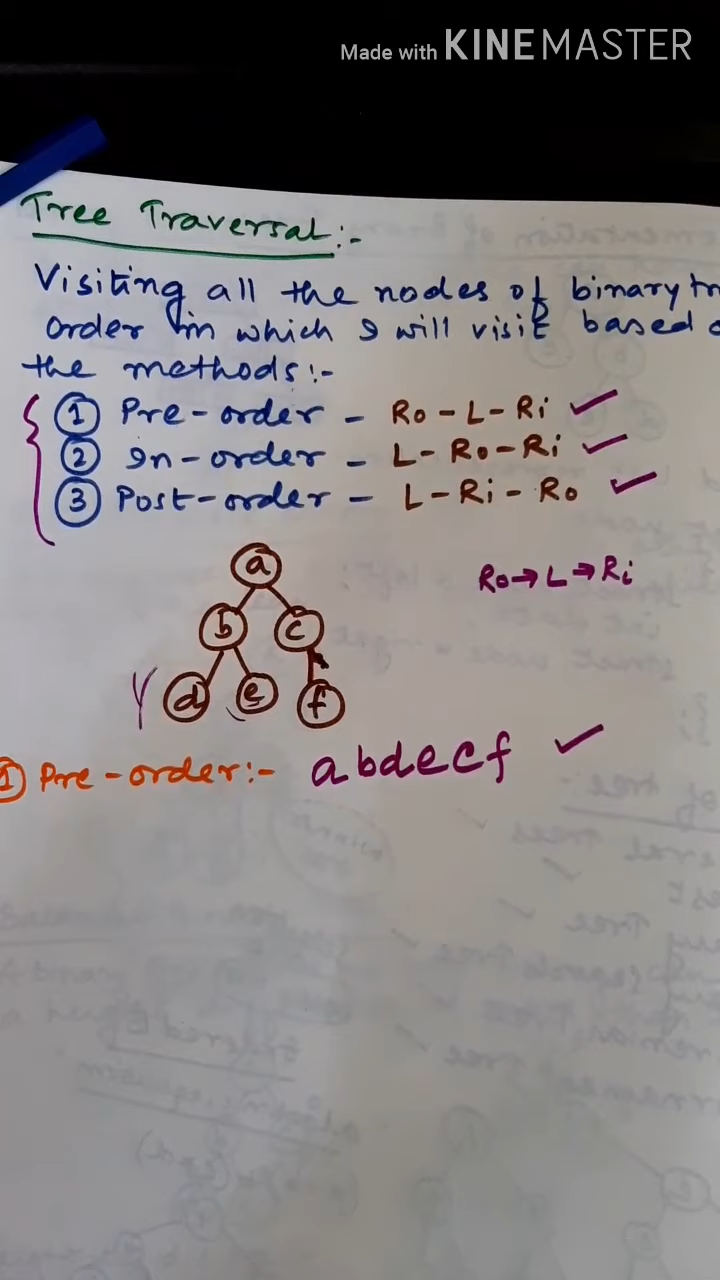 Made with KINEMASTER
Tree Traversal:-
Visiting all the nodes of binary tr
order in which I will visit based o
the methods:-
① Pre-order - Ro-L-Ri ✓
② In-order - L-Ro-Ri ✓
③ Post-order - L-Ri-Ro ✓
a
Ro→L→Ri
b c
d e f
① Pre-order:- abdecf ✓